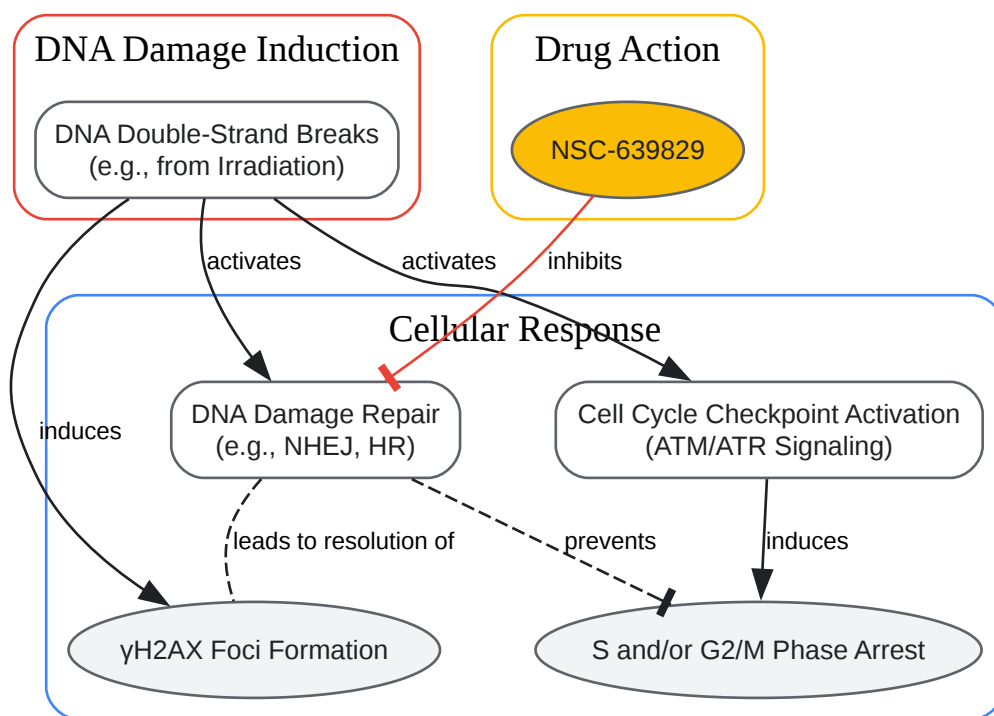 DNA Damage Induction
Drug Action
DNA Double-Strand Breaks
(e.g., from Irradiation)
NSC-639829
activates
activates
inhibits
Cellular Response
DNA Damage Repair
(e.g., NHEJ, HR)
Cell Cycle Checkpoint Activation
(ATM/ATR Signaling)
induces
leads to resolution of
prevents
induces
γH2AX Foci Formation
S and/or G2/M Phase Arrest